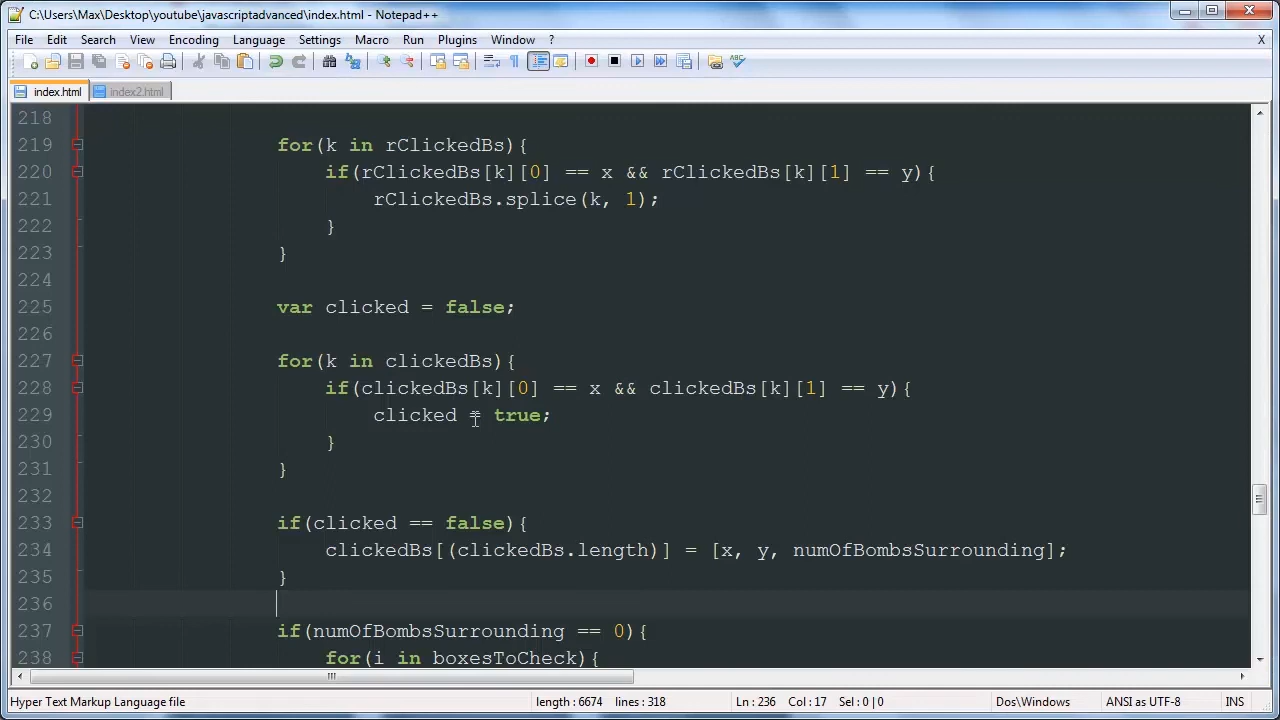 C:\Users\Max\Desktop\youtube\javascriptadvanced\index.html - Notepad++
File Edit Search View Encoding Language Settings Macro Run Plugins Window ? X
index.html index2.html
218
219 for(k in rClickedBs){
220 if(rClickedBs[k][0] == x && rClickedBs[k][1] == y){
221 rClickedBs.splice(k, 1);
222 }
223 }
224
225 var clicked = false;
226
227 for(k in clickedBs){
228 if(clickedBs[k][0] == x && clickedBs[k][1] == y){
229 clicked = true;
230 }
231 }
232
233 if(clicked == false){
234 clickedBs[(clickedBs.length)] = [x, y, numOfBombsSurrounding];
235 }
236
237 if(numOfBombsSurrounding == 0){
238 for(i in boxesToCheck){
Hyper Text Markup Language file length : 6674 lines : 318 Ln : 236 Col : 17 Sel : 0 | 0 Dos\Windows ANSI as UTF-8 INS